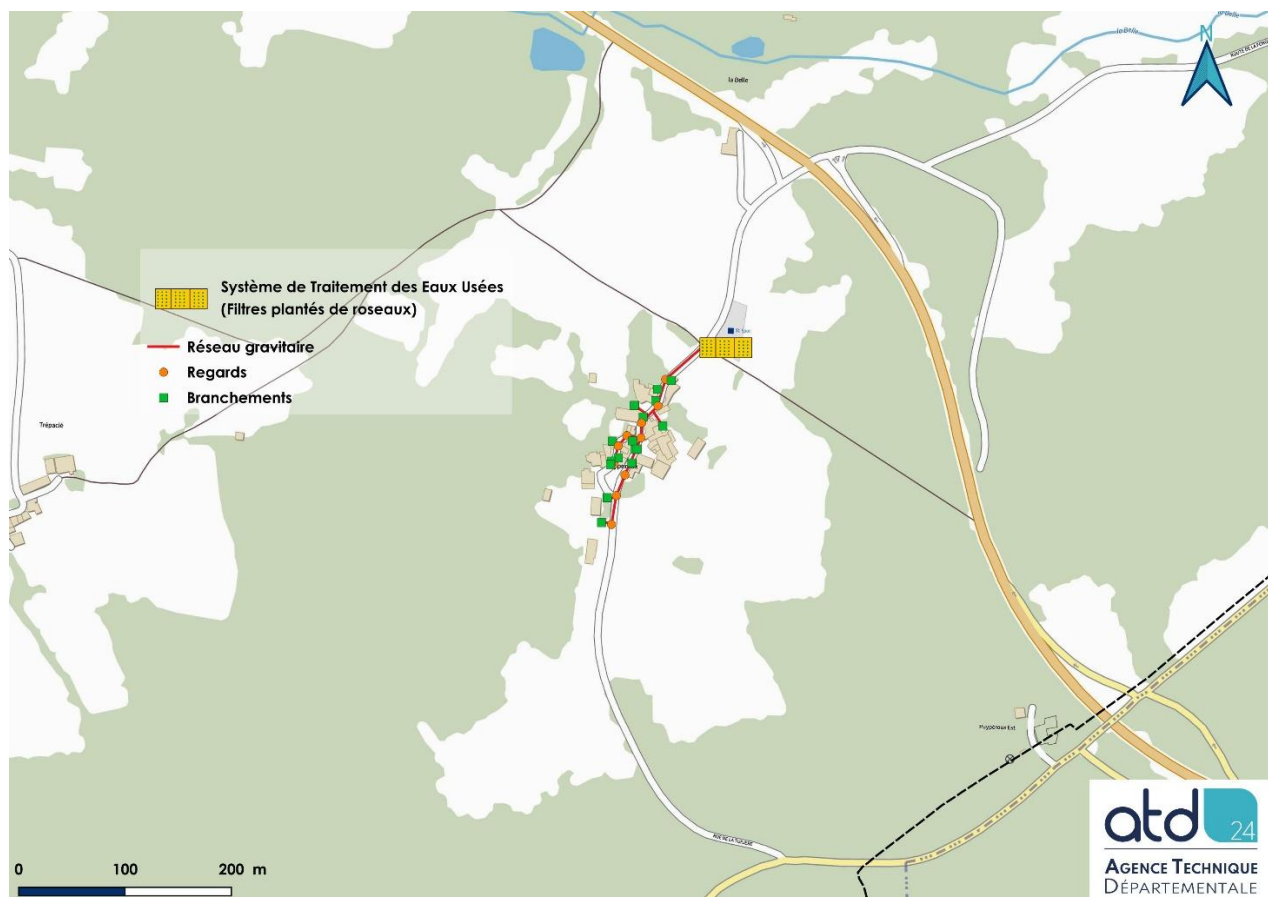 N
la Belle
Système de Traitement des Eaux Usées
(Filtres plantés de roseaux)
Réseau gravitaire
Regards
Branchements
Trépacié
0 100 200 m
atd 24
AGENCE TECHNIQUE
DÉPARTEMENTALE